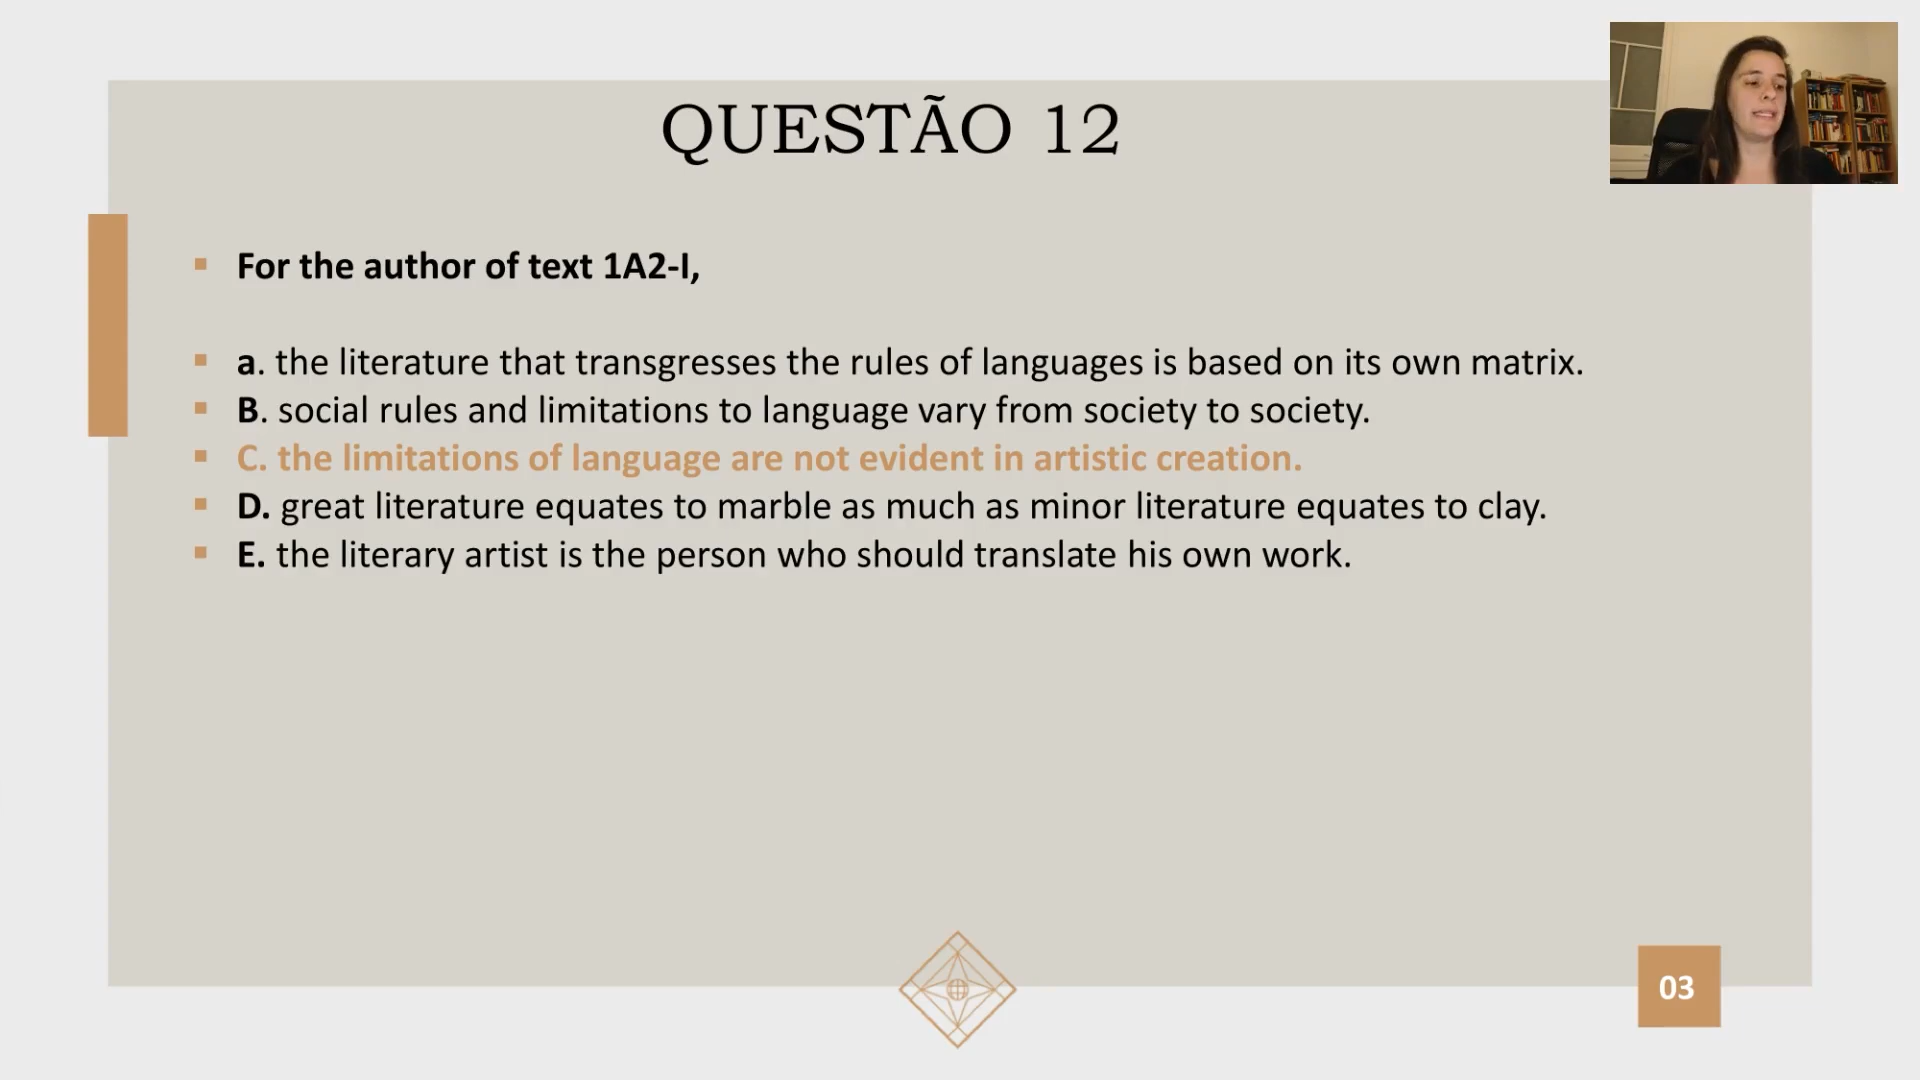 QUESTÃO 12
For the author of text 1A2-I,
a. the literature that transgresses the rules of languages is based on its own matrix.
B. social rules and limitations to language vary from society to society.
C. the limitations of language are not evident in artistic creation.
D. great literature equates to marble as much as minor literature equates to clay.
E. the literary artist is the person who should translate his own work.
03